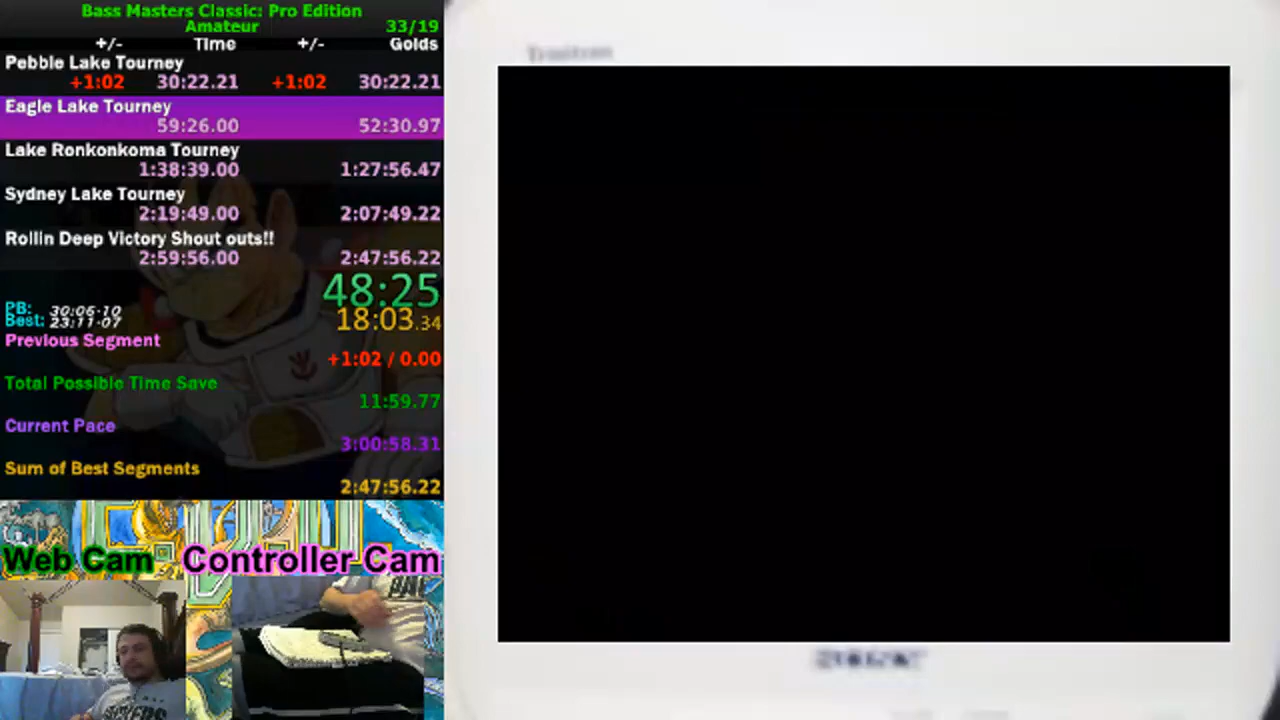 Bass Masters Classic: Pro Edition
Amateur 33/19
+/- Time +/- Golds
Pebble Lake Tourney
+1:02 30:22.21 +1:02 30:22.21
Eagle Lake Tourney
59:26.00 52:30.97
Lake Ronkonkoma Tourney
1:38:39.00 1:27:56.47
Sydney Lake Tourney
2:19:49.00 2:07:49.22
Rollin Deep Victory Shout outs!!
2:59:56.00 2:47:56.22
48:25
PB: 30:06.10
Best: 23:11.07
18:03.34
Previous Segment
+1:02 / 0.00
Total Possible Time Save
11:59.77
Current Pace
3:00:58.31
Sum of Best Segments
2:47:56.22
Web Cam Controller Cam